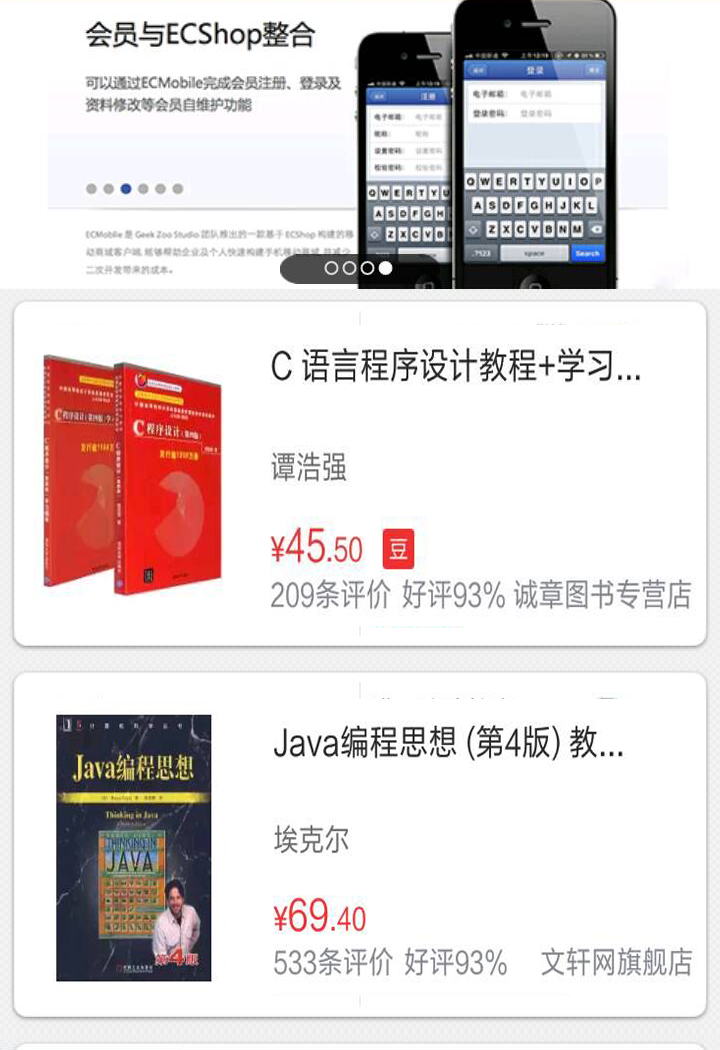 会员与ECShop整合
可以通过ECMobile完成会员注册、登录及
资料修改等会员自维护功能
ECMobile 是 Geek Zoo Studio 团队推出的一款基于 ECShop 构建的移
动商城客户端, 能够帮助企业及个人快速构建手机移动商城, 并减少
二次开发带来的成本。
注册
电子邮箱：
昵称：
设置密码：
登录
电子邮箱： 电子邮箱
登录密码： 登录密码
Q W E R T Y U
A S D F G H
Z X C V B
Q W E R T Y U I O P
A S D F G H J K L
Z X C V B N M
.?123 space Search
C 语言程序设计教程+学习...
谭浩强
¥45.50 豆
209条评价 好评93% 诚章图书专营店
C程序设计(第四版)
Java编程思想 (第4版) 教...
埃克尔
¥69.40
533条评价 好评93% 文轩网旗舰店
Java编程思想
Thinking in Java
THINKING IN
JAVA
第4版